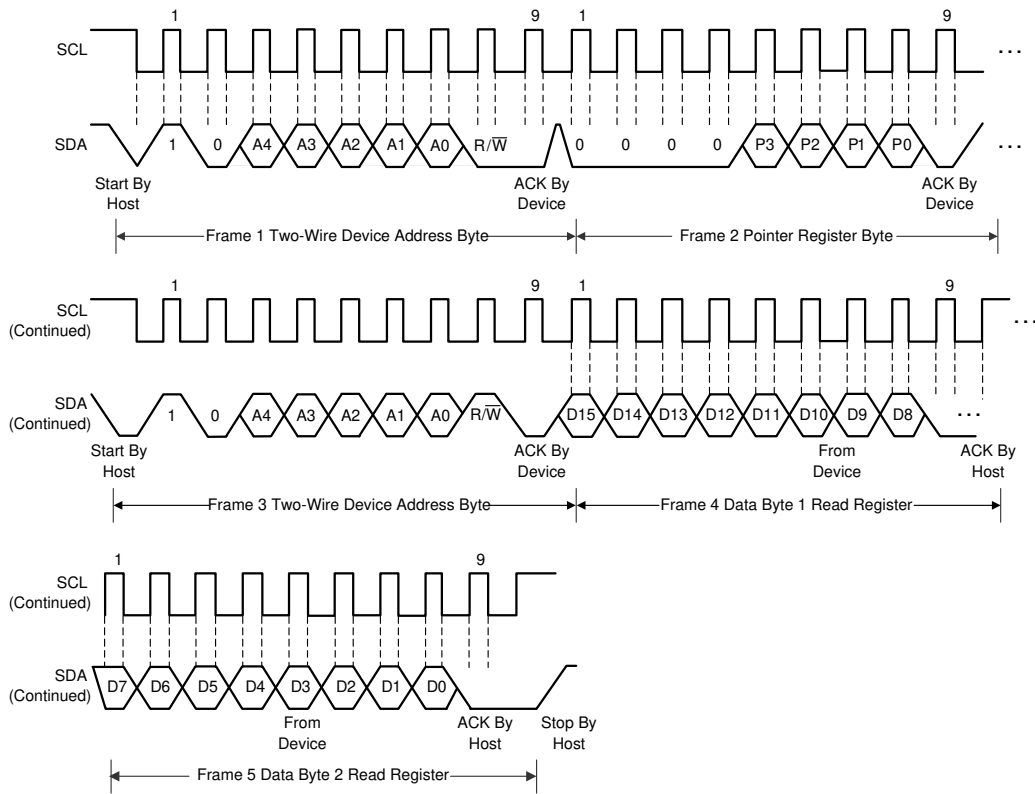 1 9 1 9
SCL ...
SDA 1 0 A4 A3 A2 A1 A0 R/W̅ 0 0 0 0 P3 P2 P1 P0 ...
Start By Host
ACK By Device
ACK By Device
Frame 1 Two-Wire Device Address Byte
Frame 2 Pointer Register Byte
1 9 1 9
SCL (Continued) ...
SDA (Continued) 1 0 A4 A3 A2 A1 A0 R/W̅ D15 D14 D13 D12 D11 D10 D9 D8 ...
Start By Host
ACK By Device
From Device
ACK By Host
Frame 3 Two-Wire Device Address Byte
Frame 4 Data Byte 1 Read Register
1 9
SCL (Continued)
SDA (Continued) D7 D6 D5 D4 D3 D2 D1 D0
From Device
ACK By Host
Stop By Host
Frame 5 Data Byte 2 Read Register